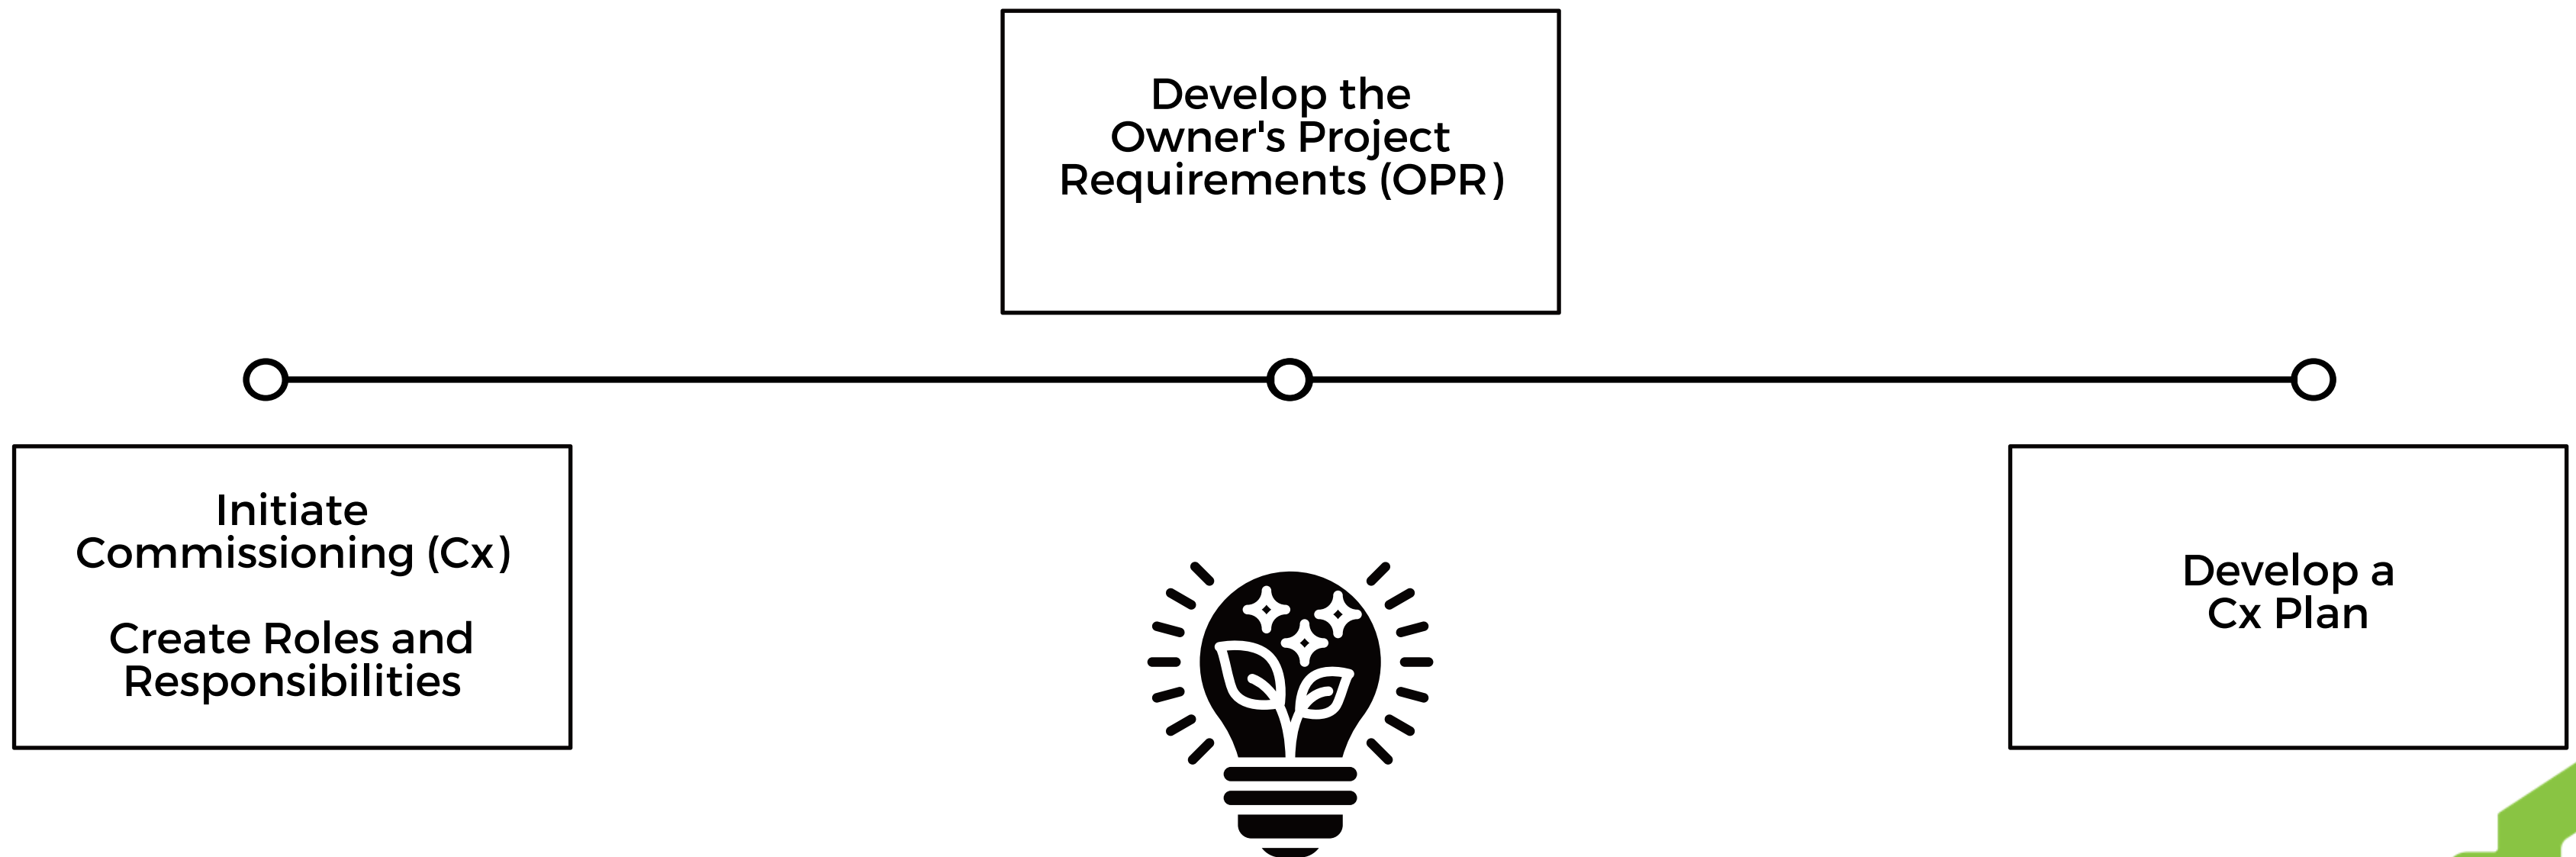 Develop the
Owner's Project
Requirements (OPR)
Initiate
Commissioning (Cx)
Create Roles and
Responsibilities
Develop a
Cx Plan